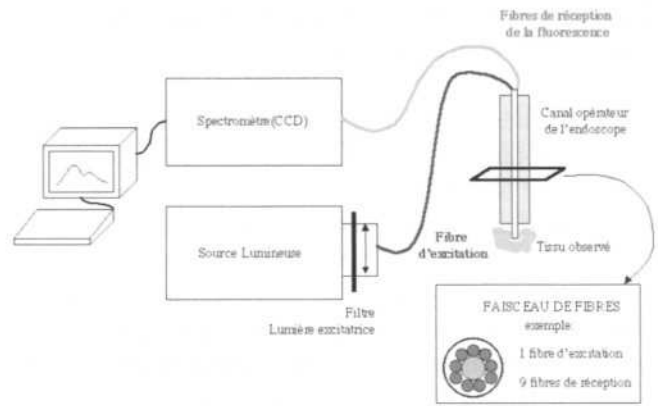 Fibres de réception
de la fluorescence
Spectromètre(CCD)
Canal opérateur
de l'endoscope
Source Lumineuse
Fibre
d'excitation
Tissu observé
Filtre
Lumière excitatrice
FAISCEAU DE FIBRES
exemple
1 fibre d'excitation
9 fibres de réception